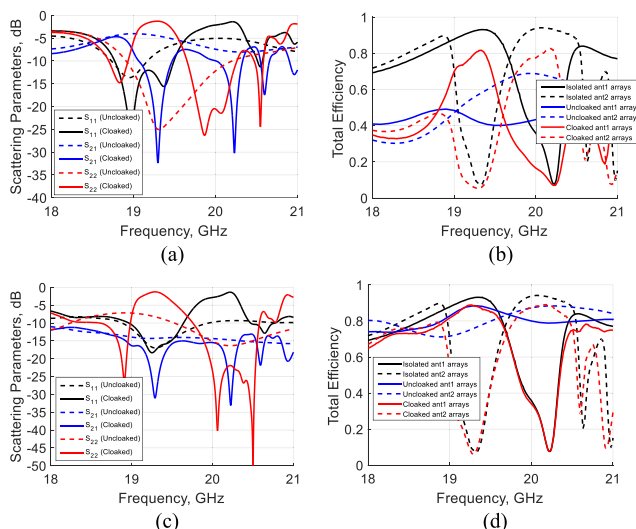 Scattering Parameters, dB
0
-5
-10
-15
-20
-25
-30
-35
-40
S11 (Uncloaked)
S11 (Cloaked)
S21 (Uncloaked)
S21 (Cloaked)
S22 (Uncloaked)
S22 (Cloaked)
18 19 20 21
Frequency, GHz
(a)
Total Efficiency
1
0.8
0.6
0.4
0.2
0
Isolated ant1 arrays
Isolated ant2 arrays
Uncloaked ant1 arrays
Uncloaked ant2 arrays
Cloaked ant1 arrays
Cloaked ant2 arrays
18 19 20 21
Frequency, GHz
(b)
Scattering Parameters, dB
0
-5
-10
-15
-20
-25
-30
-35
-40
-45
-50
S11 (Uncloaked)
S11 (Cloaked)
S21 (Uncloaked)
S21 (Cloaked)
S22 (Uncloaked)
S22 (Cloaked)
18 19 20 21
Frequency, GHz
(c)
Total Efficiency
1
0.8
0.6
0.4
0.2
0
Isolated ant1 arrays
Isolated ant2 arrays
Uncloaked ant1 arrays
Uncloaked ant2 arrays
Cloaked ant1 arrays
Cloaked ant2 arrays
18 19 20 21
Frequency, GHz
(d)